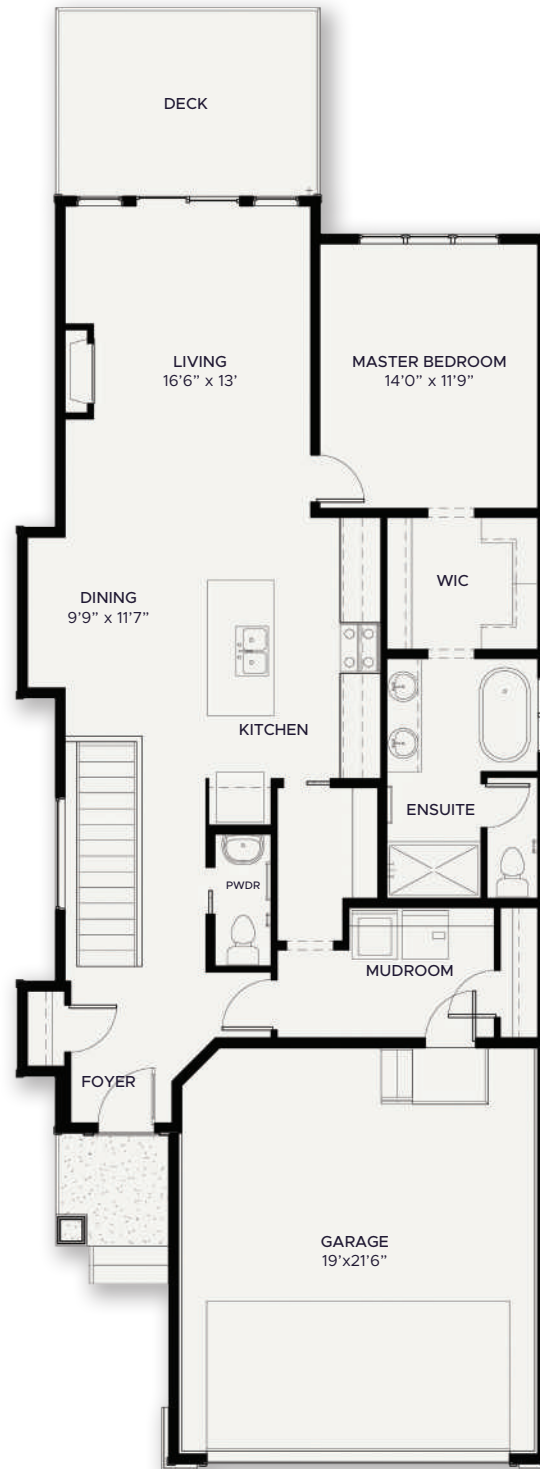 DECK
LIVING
16'6” x 13'
MASTER BEDROOM
14'0” x 11'9”
WIC
DINING
9'9” x 11'7”
KITCHEN
ENSUITE
PWDR
MUDROOM
FOYER
GARAGE
19'x21'6”